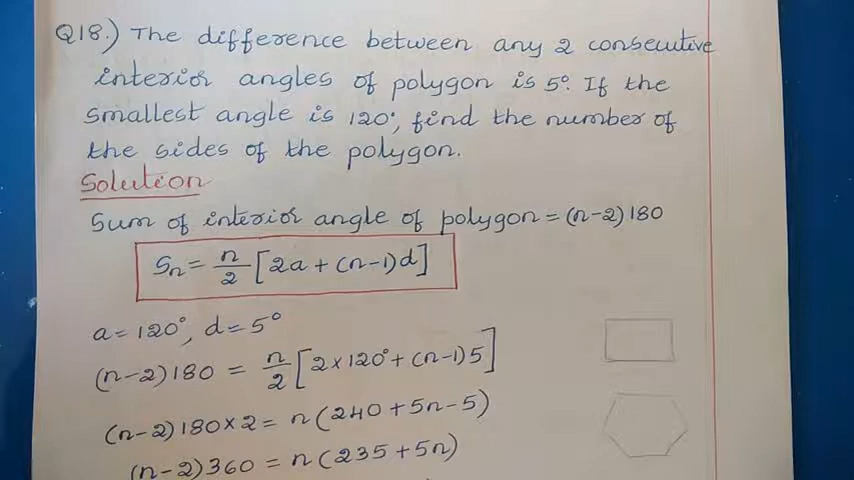 Q18.) The difference between any 2 consecutive
interior angles of polygon is 5°. If the
smallest angle is 120°, find the number of
the sides of the polygon.
Solution
Sum of interior angle of polygon = (n-2)180
Sn = n/2 [2a + (n-1)d]
a = 120°, d = 5°
(n-2)180 = n/2 [2×120° + (n-1)5]
(n-2)180×2 = n(240 + 5n - 5)
(n-2)360 = n(235 + 5n)